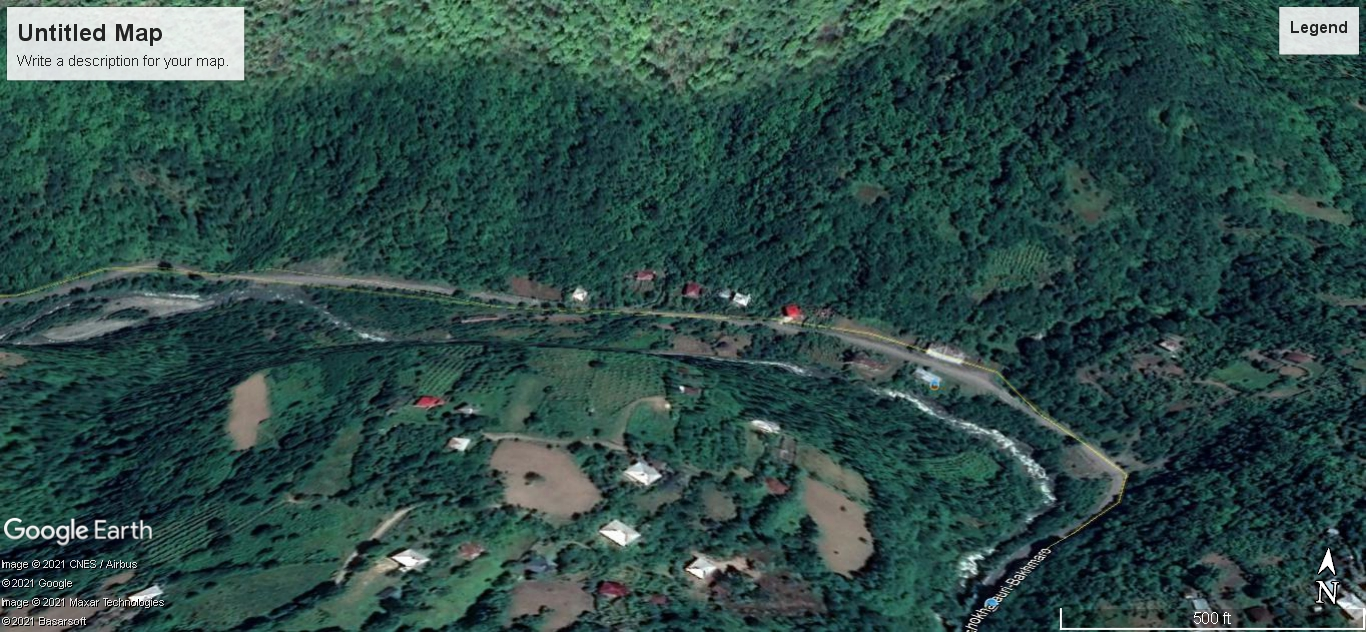 Untitled Map
Write a description for your map.
Legend
Google Earth
Image © 2021 CNES / Airbus
©2021 Google
Image © 2021 Maxar Technologies
©2021 Basarsoft
N
500 ft